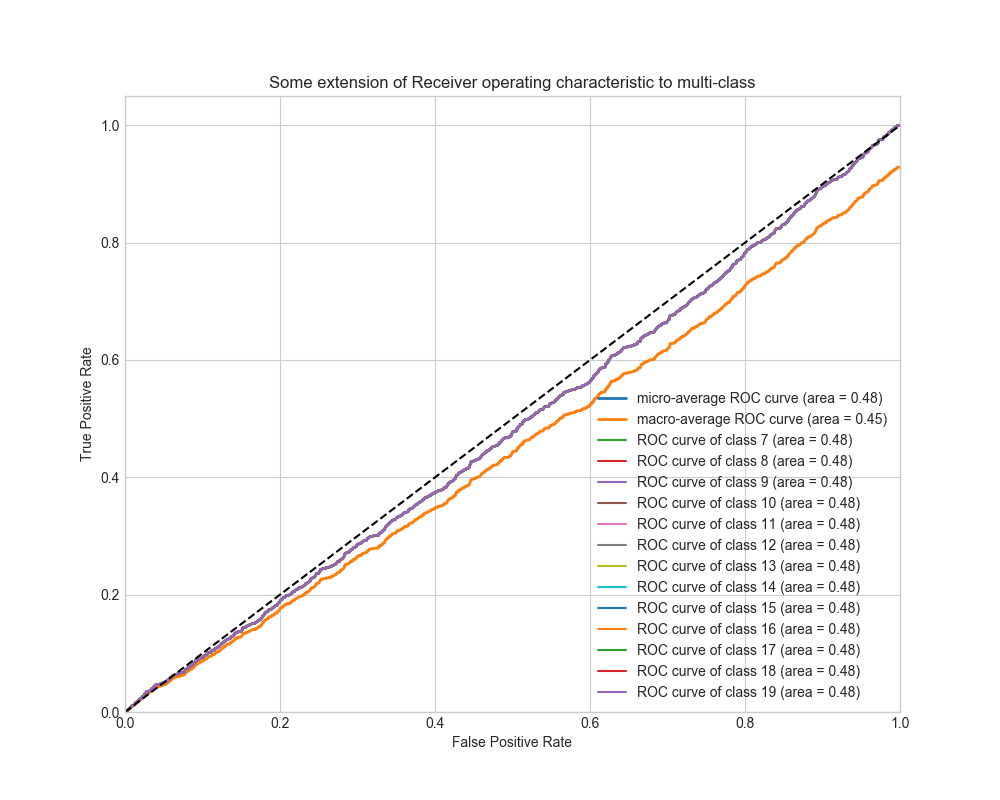 Some extension of Receiver operating characteristic to multi-class
1.0
0.8
0.6
0.4
0.2
0.0
True Positive Rate
micro-average ROC curve (area = 0.48)
macro-average ROC curve (area = 0.45)
ROC curve of class 7 (area = 0.48)
ROC curve of class 8 (area = 0.48)
ROC curve of class 9 (area = 0.48)
ROC curve of class 10 (area = 0.48)
ROC curve of class 11 (area = 0.48)
ROC curve of class 12 (area = 0.48)
ROC curve of class 13 (area = 0.48)
ROC curve of class 14 (area = 0.48)
ROC curve of class 15 (area = 0.48)
ROC curve of class 16 (area = 0.48)
ROC curve of class 17 (area = 0.48)
ROC curve of class 18 (area = 0.48)
ROC curve of class 19 (area = 0.48)
0.0 0.2 0.4 0.6 0.8 1.0
False Positive Rate